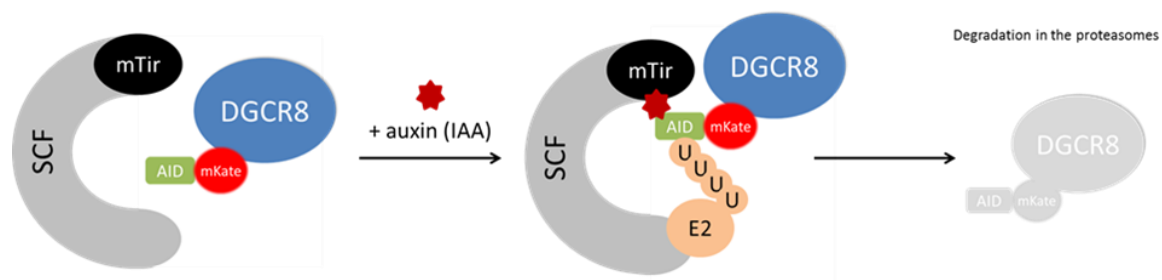 mTir
DGCR8
SCF
AID
mKate
+ auxin (IAA)
mTir
DGCR8
SCF
AID
mKate
U
U
U
U
E2
Degradation in the proteasomes
DGCR8
AID
mKate